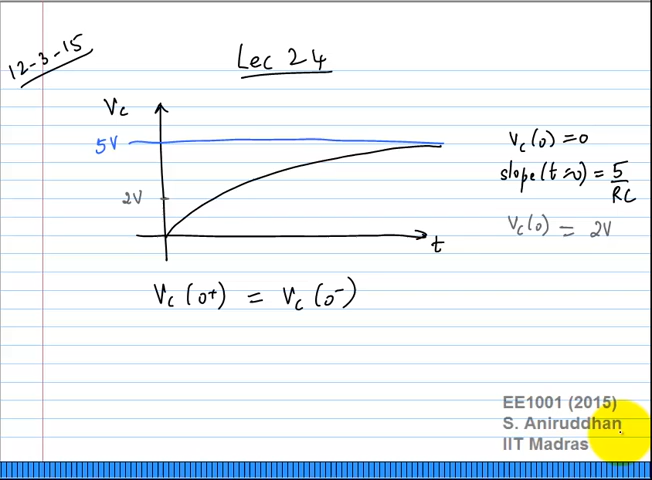 12-3-15
Lec 24
Vc
5V
2V
t
Vc(0) = 0
slope(t≈0) = 5/RC
Vc(0) = 2V
Vc(0+) = Vc(0-)
EE1001 (2015)
S. Aniruddhan
IIT Madras